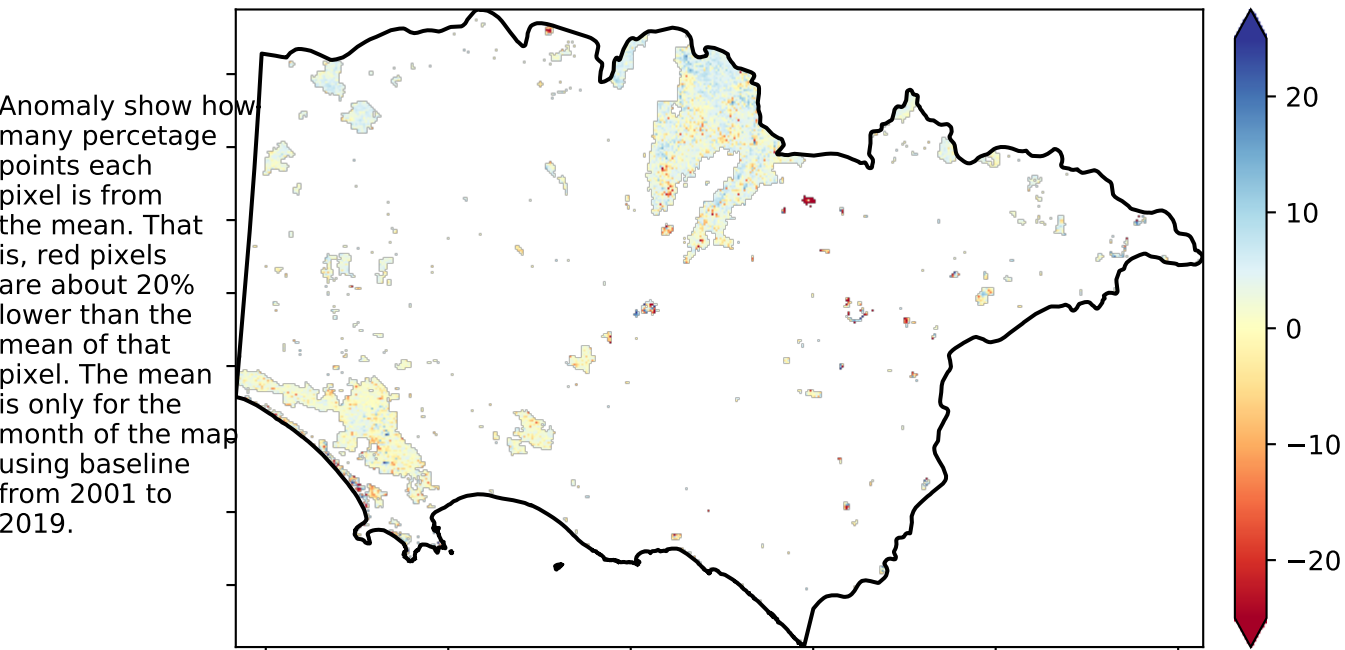 Anomaly show how
many percetage
points each
pixel is from
the mean. That
is, red pixels
are about 20%
lower than the
mean of that
pixel. The mean
is only for the
month of the map
using baseline
from 2001 to
2019.
20
10
0
−10
−20